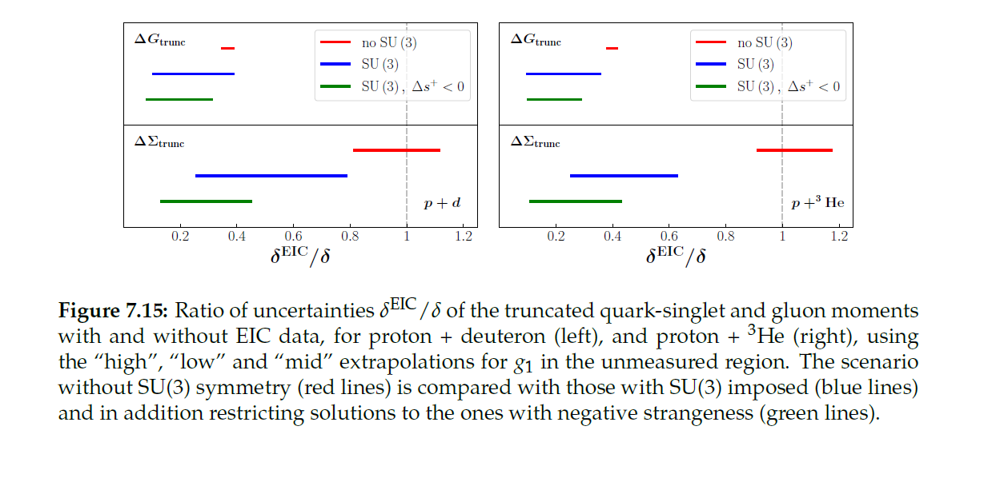 ΔG_trunc
no SU (3)
SU (3)
SU (3) , Δs⁺ < 0
ΔΣ_trunc
p + d
0.2 0.4 0.6 0.8 1 1.2
δ^EIC/δ
ΔG_trunc
no SU (3)
SU (3)
SU (3) , Δs⁺ < 0
ΔΣ_trunc
p +³ He
0.2 0.4 0.6 0.8 1 1.2
δ^EIC/δ
Figure 7.15: Ratio of uncertainties δ^EIC/δ of the truncated quark-singlet and gluon moments
with and without EIC data, for proton + deuteron (left), and proton + ³He (right), using
the “high”, “low” and “mid” extrapolations for g₁ in the unmeasured region. The scenario
without SU(3) symmetry (red lines) is compared with those with SU(3) imposed (blue lines)
and in addition restricting solutions to the ones with negative strangeness (green lines).